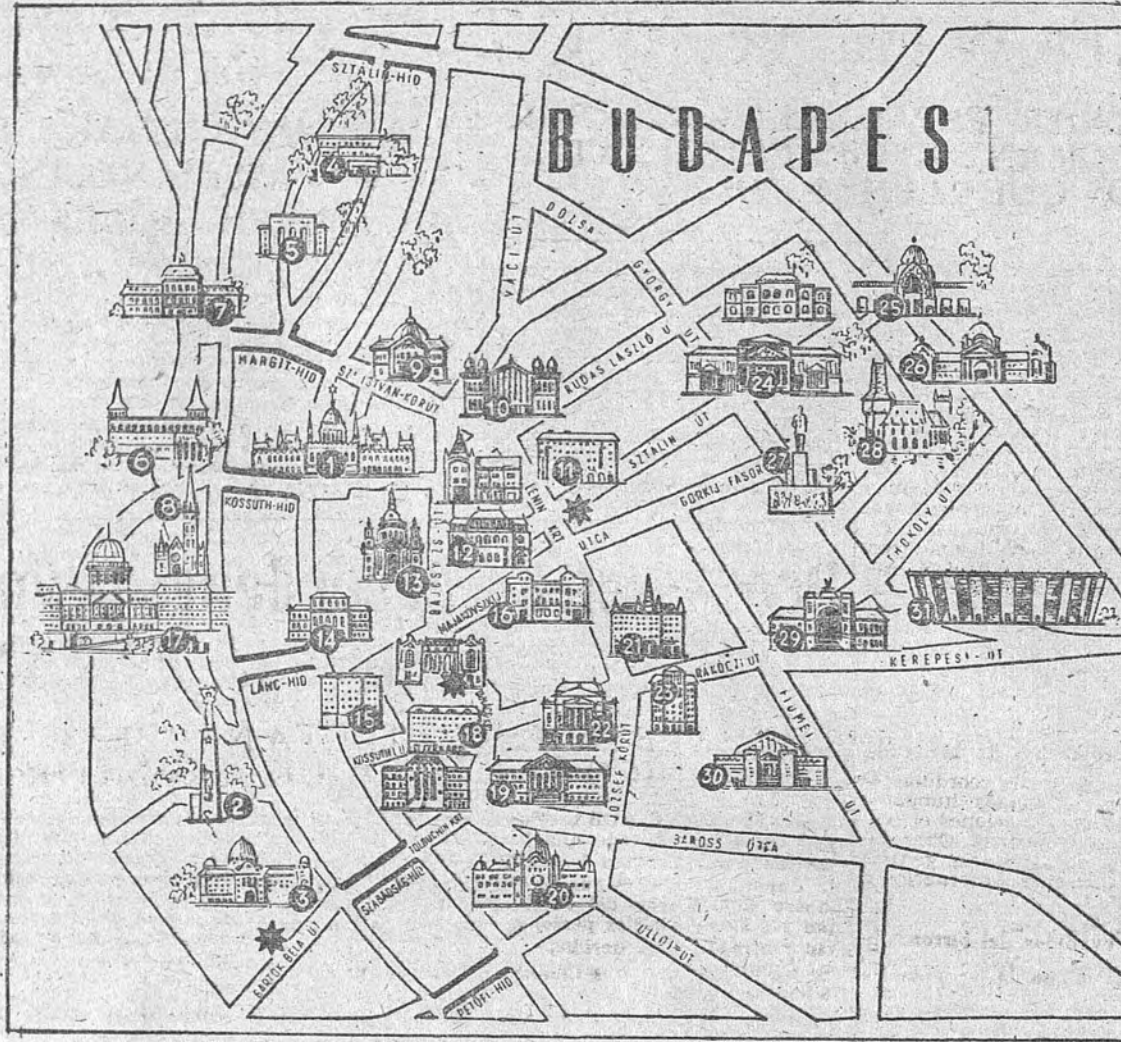 SZTÁLIN-HÍD
BUDAPEST
4
5
VÁCI-ÚT
DÓZSA
GYÖRGY
ÚT
7
25
MARGIT-HÍD
SZT ISTVÁN-KÖRÚT
9
10
RUDAS LÁSZLÓ U
24
26
6
1
11
SZTÁLIN ÚT
27
28
8
KOSSUTH-HÍD
LENIN KRT
GORKIJ-FASOR
12
UTCA
THÖKÖLY ÚT
13
BAJCSY ZS-ÚT
MAJAKOVSZKIJ
16
17
14
21
29
31
KEREPESI-ÚT
LÁNC-HÍD
RÁKÓCZI ÚT
15
23
FIUMEI
ÚT
18
22
KOSSUTH L U
JÓZSEF KÖRÚT
30
2
19
TOLBUCHIN KRT
BAROSS UTCA
3
SZABADSÁG-HÍD
20
BARTÓK BÉLA ÚT
ÜLLŐI-ÚT
PETŐFI-HÍD